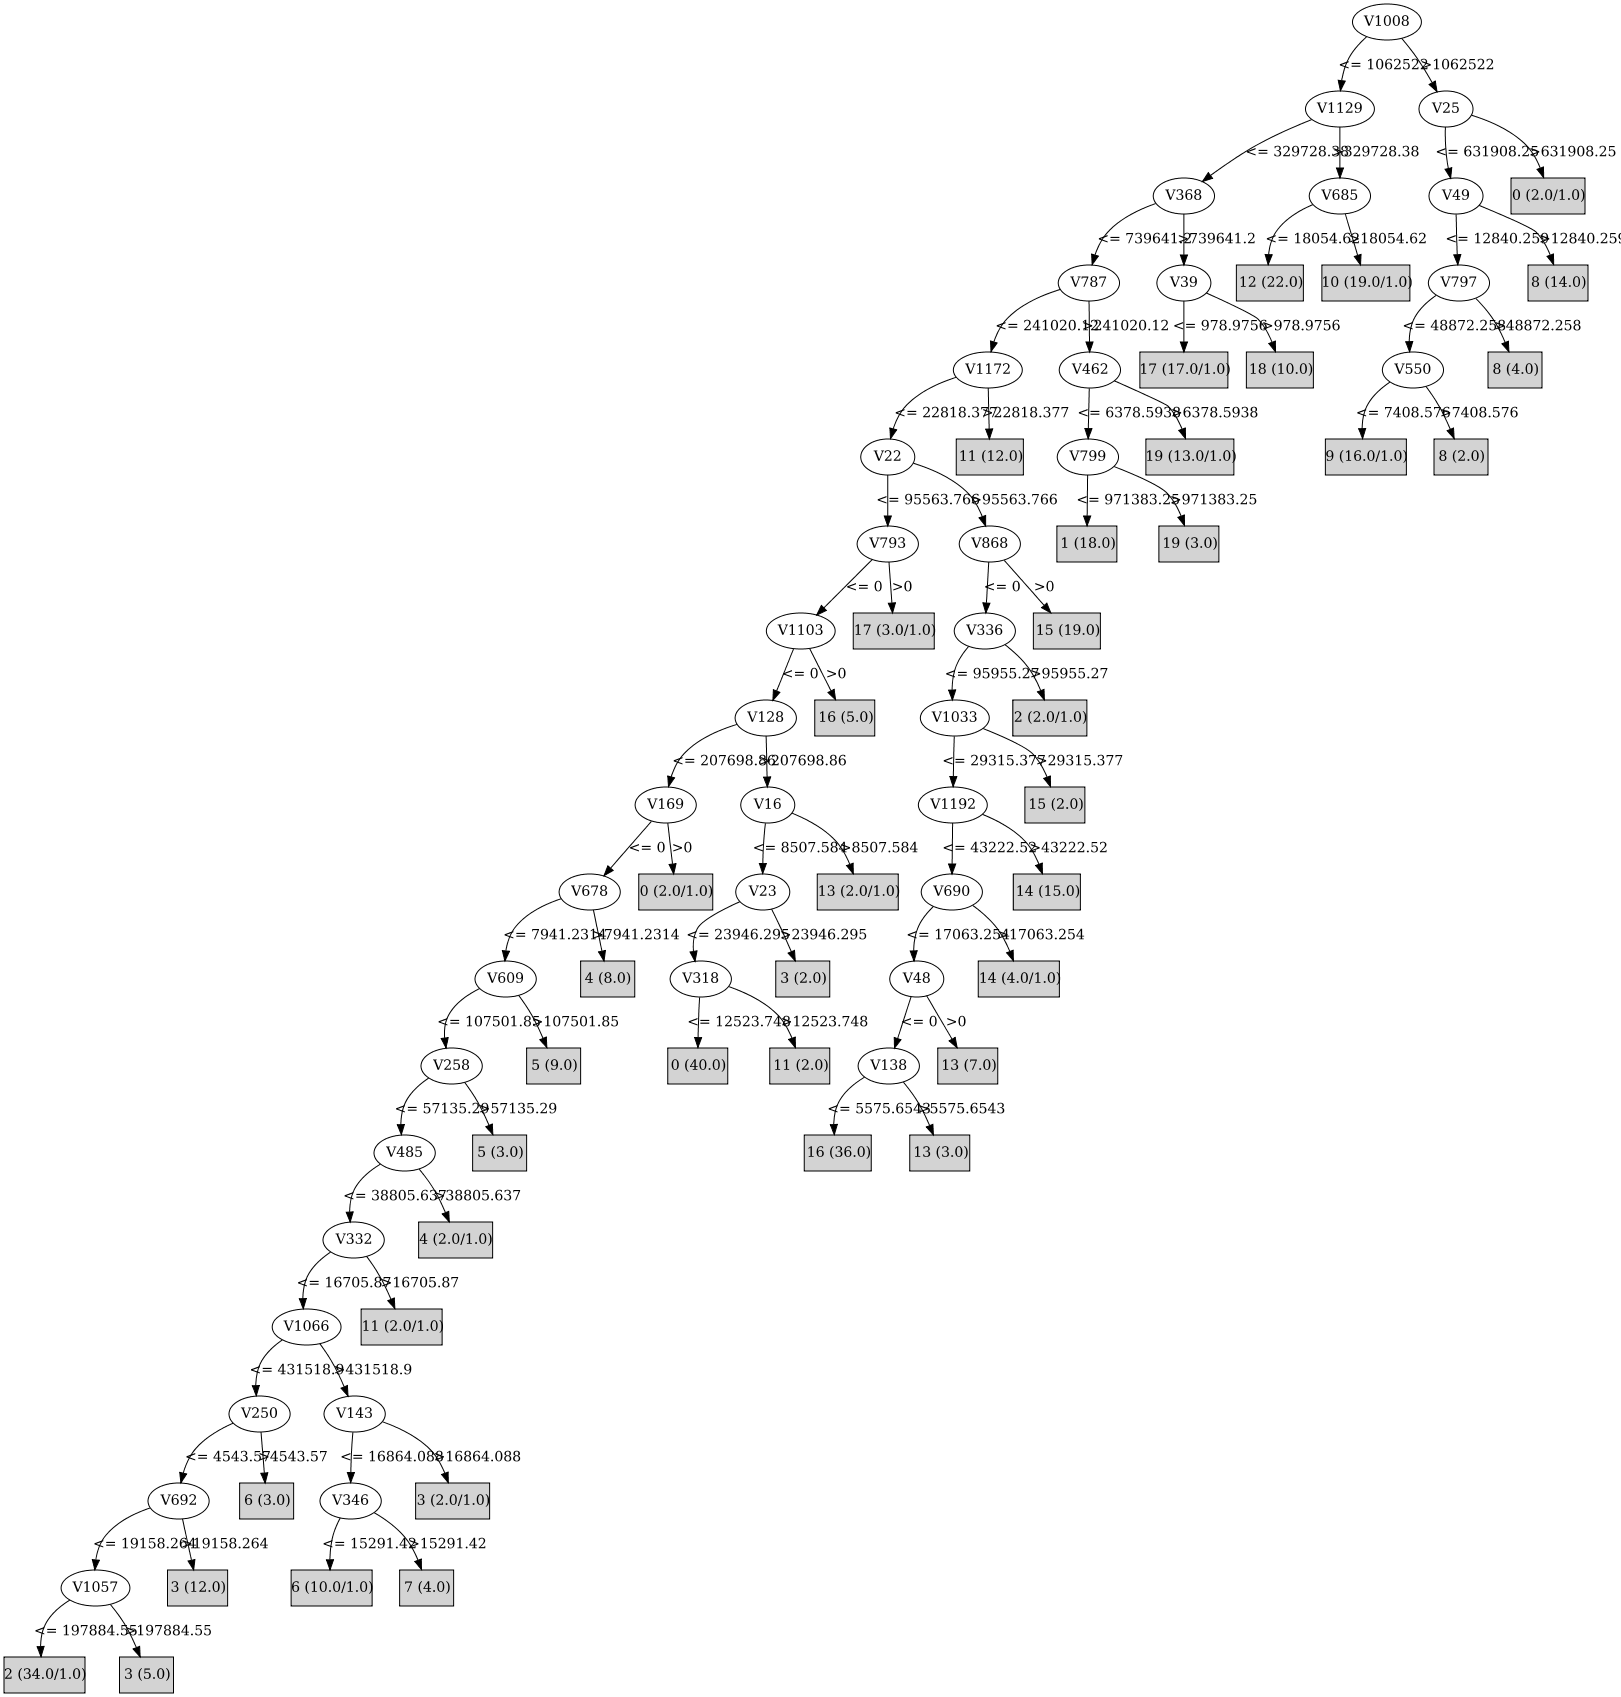 V1008
<= 1062522 >1062522
V1129 V25
<= 329728.38 >329728.38 <= 631908.25 >631908.25
V368 V685 V49 0 (2.0/1.0)
<= 739641.2 >739641.2 <= 18054.62 >18054.62 <= 12840.259 >12840.259
V787 V39 12 (22.0) 10 (19.0/1.0) V797 8 (14.0)
<= 241020.12 >241020.12 <= 978.9756 >978.9756 <= 48872.258 >48872.258
V1172 V462 17 (17.0/1.0) 18 (10.0) V550 8 (4.0)
<= 22818.377 >22818.377 <= 6378.5938 >6378.5938 <= 7408.576 >7408.576
V22 11 (12.0) V799 19 (13.0/1.0) 9 (16.0/1.0) 8 (2.0)
<= 95563.766 >95563.766 <= 971383.25 >971383.25
V793 V868 1 (18.0) 19 (3.0)
<= 0 >0 <= 0 >0
V1103 17 (3.0/1.0) V336 15 (19.0)
<= 0 >0 <= 95955.27 >95955.27
V128 16 (5.0) V1033 2 (2.0/1.0)
<= 207698.86 >207698.86 <= 29315.377 >29315.377
V169 V16 V1192 15 (2.0)
<= 0 >0 <= 8507.584 >8507.584 <= 43222.52 >43222.52
V678 0 (2.0/1.0) V23 13 (2.0/1.0) V690 14 (15.0)
<= 7941.2314 >7941.2314 <= 23946.295 >23946.295 <= 17063.254 >17063.254
V609 4 (8.0) V318 3 (2.0) V48 14 (4.0/1.0)
<= 107501.85 >107501.85 <= 12523.748 >12523.748 <= 0 >0
V258 5 (9.0) 0 (40.0) 11 (2.0) V138 13 (7.0)
<= 57135.29 >57135.29 <= 5575.6543 >5575.6543
V485 5 (3.0) 16 (36.0) 13 (3.0)
<= 38805.637 >38805.637
V332 4 (2.0/1.0)
<= 16705.87 >16705.87
V1066 11 (2.0/1.0)
<= 431518.9 >431518.9
V250 V143
<= 4543.57 >4543.57 <= 16864.088 >16864.088
V692 6 (3.0) V346 3 (2.0/1.0)
<= 19158.264 >19158.264 <= 15291.42 >15291.42
V1057 3 (12.0) 6 (10.0/1.0) 7 (4.0)
<= 197884.55 >197884.55
2 (34.0/1.0) 3 (5.0)